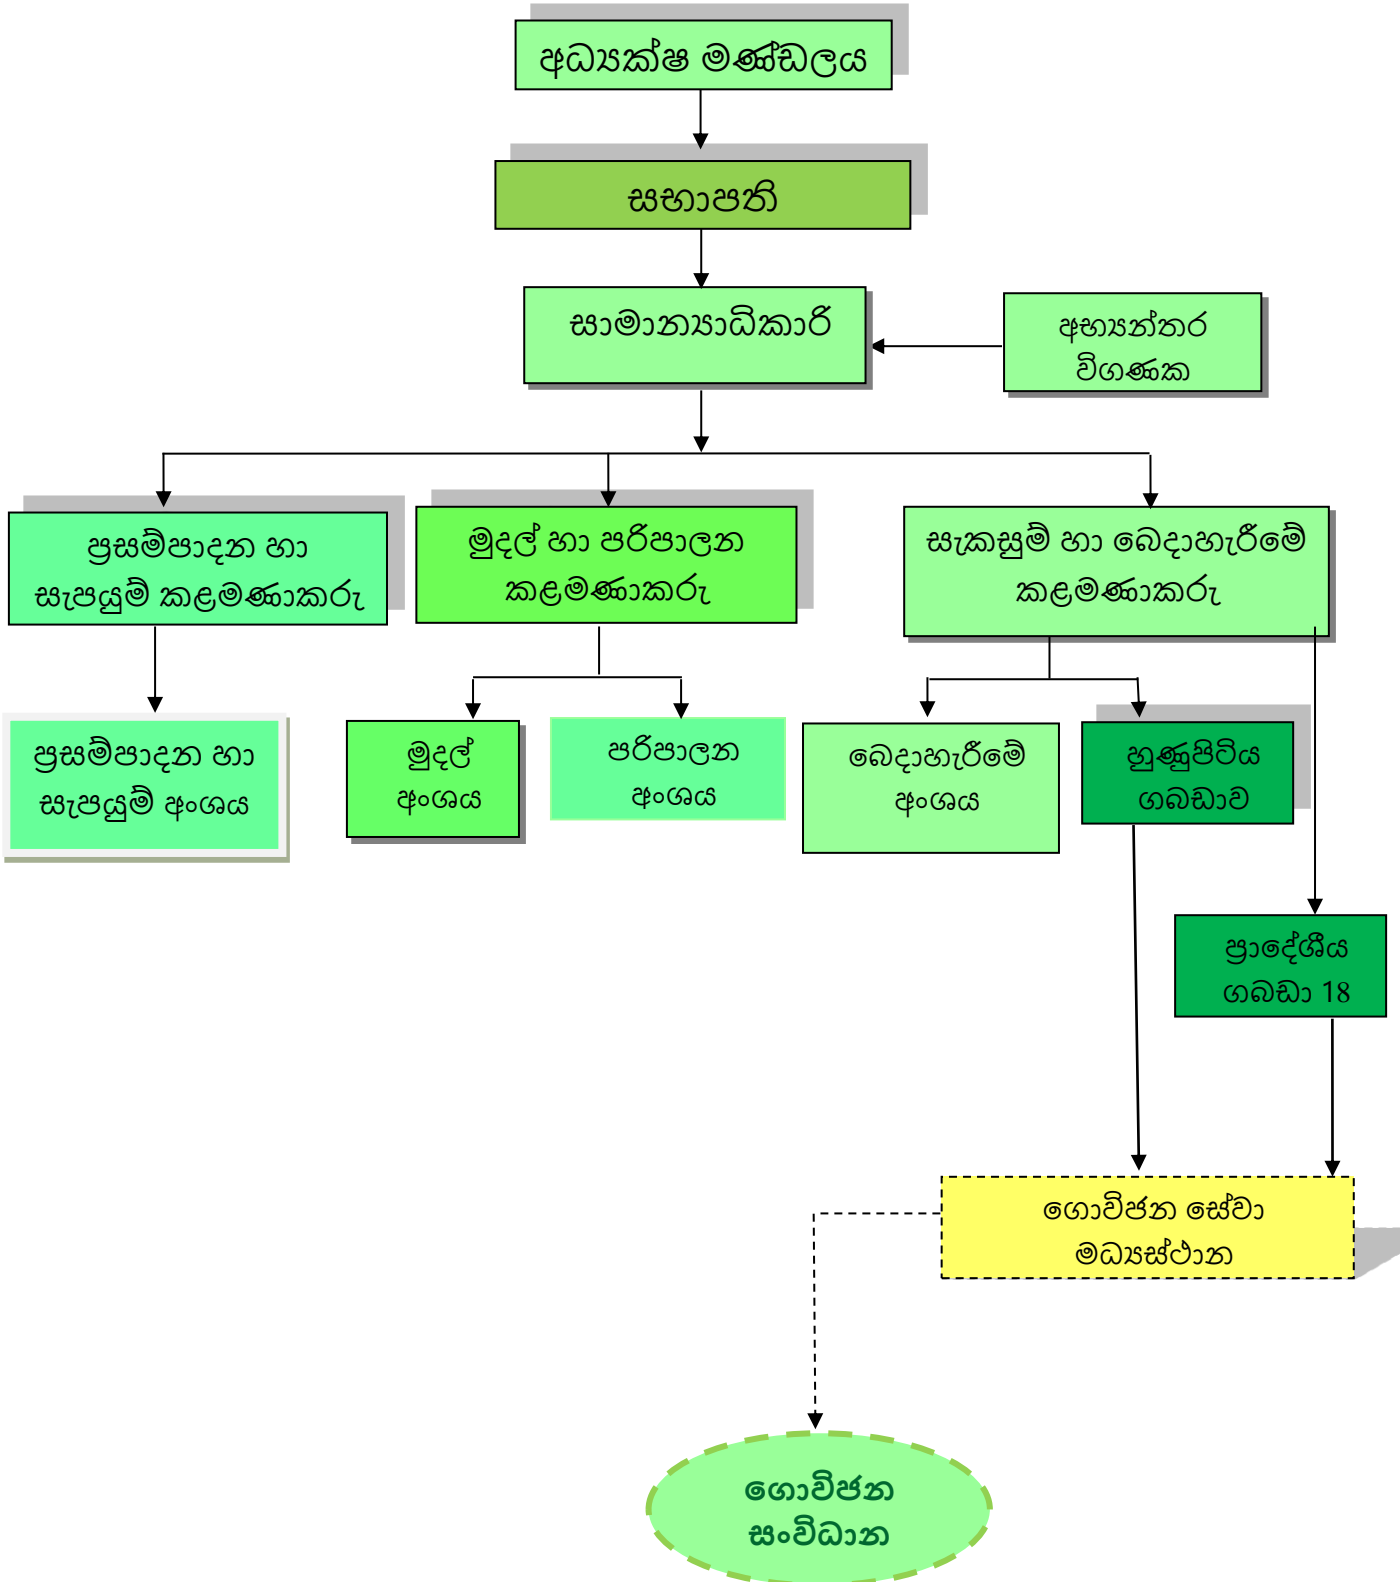 අධ්‍යක්ෂ මණ්ඩලය
සභාපති
සාමාන්‍යාධිකාරි
අභ්‍යන්තර
විගණක
ප්‍රසම්පාදන හා
සැපයුම් කළමණාකරු
මුදල් හා පරිපාලන
කළමණාකරු
සැකසුම් හා බෙදාහැරීමේ
කළමණාකරු
ප්‍රසම්පාදන හා
සැපයුම් අංශය
මුදල්
අංශය
පරිපාලන
අංශය
බෙදාහැරීමේ
අංශය
හුණුපිටිය
ගබඩාව
ප්‍රාදේශීය
ගබඩා 18
ගොවිජන සේවා
මධ්‍යස්ථාන
ගොවිජන
සංවිධාන